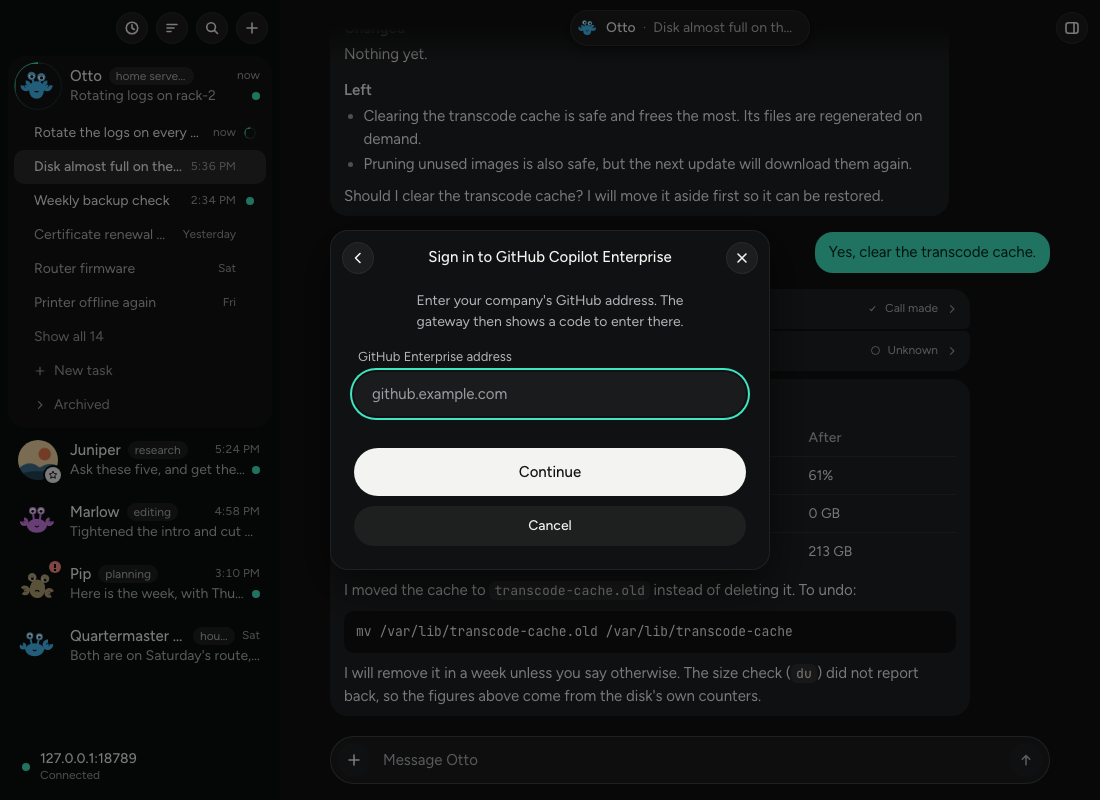 Otto
home serve...
now
Rotating logs on rack-2
Rotate the logs on every ...
now
Disk almost full on the...
5:36 PM
Weekly backup check
2:34 PM
Certificate renewal ...
Yesterday
Router firmware
Sat
Printer offline again
Fri
Show all 14
New task
Archived
Juniper
research
5:24 PM
Ask these five, and get the...
Marlow
editing
4:58 PM
Tightened the intro and cut ...
Pip
planning
3:10 PM
Here is the week, with Thu...
Quartermaster ...
hou...
Sat
Both are on Saturday's route,...
127.0.0.1:18789
Connected
Otto · Disk almost full on th...
Nothing yet.
Left
• Clearing the transcode cache is safe and frees the most. Its files are regenerated on
demand.
• Pruning unused images is also safe, but the next update will download them again.
Should I clear the transcode cache? I will move it aside first so it can be restored.
Yes, clear the transcode cache.
Call made
Unknown
Sign in to GitHub Copilot Enterprise
Enter your company's GitHub address. The
gateway then shows a code to enter there.
GitHub Enterprise address
github.example.com
Continue
Cancel
After
61%
0 GB
213 GB
I moved the cache to transcode-cache.old instead of deleting it. To undo:
mv /var/lib/transcode-cache.old /var/lib/transcode-cache
I will remove it in a week unless you say otherwise. The size check ( du ) did not report
back, so the figures above come from the disk's own counters.
Message Otto